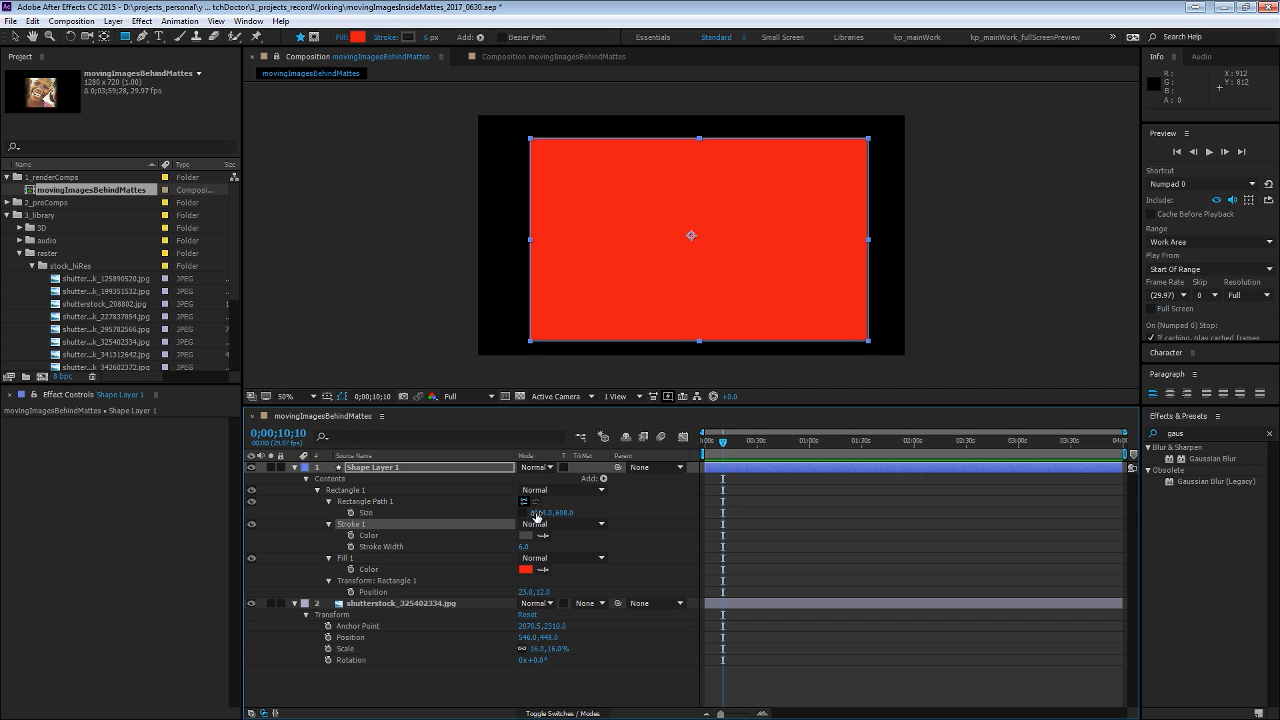 Adobe After Effects CC 2015 - D:\projects_personal\y ... tchDoctor\1_projects_recordWorking\movingImagesInsideMattes_2017_0630.aep *
File Edit Composition Layer Effect Animation View Window Help
Fill: Stroke: 6 px Add: Bezier Path Essentials Standard Small Screen Libraries kp_mainWork kp_mainWork_fullScreenPreview Search Help
Project
movingImagesBehindMattes
1280 x 720 (1.00)
Δ 0;03;59;28, 29.97 fps
Name Type Size
1_renderComps Folder
movingImagesBehindMattes Composi...
2_preComps Folder
3_library Folder
3D Folder
audio Folder
raster Folder
stock_hiRes Folder
shutter...k_125890520.jpg JPEG
shutter...k_199351532.jpg JPEG
shutterstock_208802.jpg JPEG 1
shutter...k_227837854.jpg JPEG
shutter...k_295782566.jpg JPEG 7
shutter...k_325402334.jpg JPEG
shutter...k_341312642.jpg JPEG 4
shutter...k_342602372.jpg JPEG
8 bpc
Composition movingImagesBehindMattes
Composition movingImagesBehindMattes
movingImagesBehindMattes
50% 0;00;10;10 Full Active Camera 1 View +0.0
Info Audio
R: X: 912
G: Y: 812
B:
A: 0
Preview
Shortcut
Numpad 0
Include:
Cache Before Playback
Range
Work Area
Play From
Start Of Range
Frame Rate Skip Resolution
(29.97) 0 Full
Full Screen
On (Numpad 0) Stop:
If caching, play cached frames
Character
Paragraph
Effects & Presets
gaus
Blur & Sharpen
Gaussian Blur
Obsolete
Gaussian Blur (Legacy)
Effect Controls Shape Layer 1
movingImagesBehindMattes • Shape Layer 1
movingImagesBehindMattes
0;00;10;10
00310 (29.97 fps)
0:00s 00:30s 01:00s 01:30s 02:00s 02:30s 03:00s 03:30s 04:00
# Source Name Mode T TrkMat Parent
1 Shape Layer 1 Normal None
Contents Add:
Rectangle 1 Normal
Rectangle Path 1
Size 608.0
Stroke 1 Normal
Color
Stroke Width 6.0
Fill 1 Normal
Color
Transform: Rectangle 1
Position 23.0,12.0
2 shutterstock_325402334.jpg Normal None None
Transform Reset
Anchor Point 2070.5,2310.0
Position 546.0,448.0
Scale 16.0,16.0%
Rotation 0x+0.0°
Toggle Switches / Modes